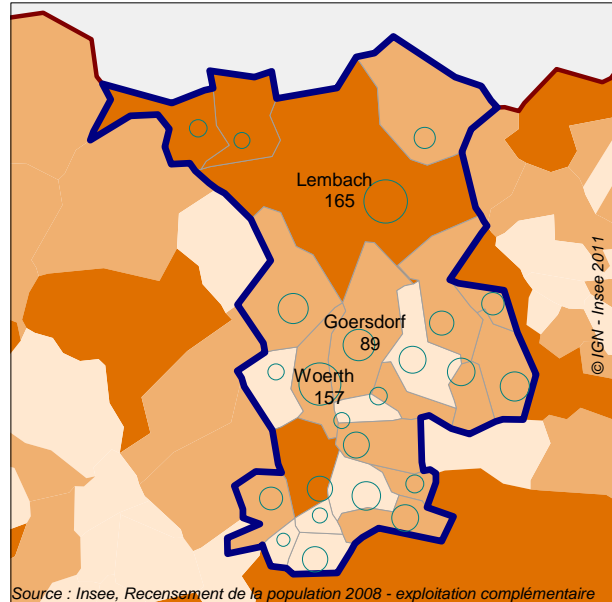 Lembach
165
Goersdorf
89
Woerth
157
© IGN - Insee 2011
Source : Insee, Recensement de la population 2008 - exploitation complémentaire